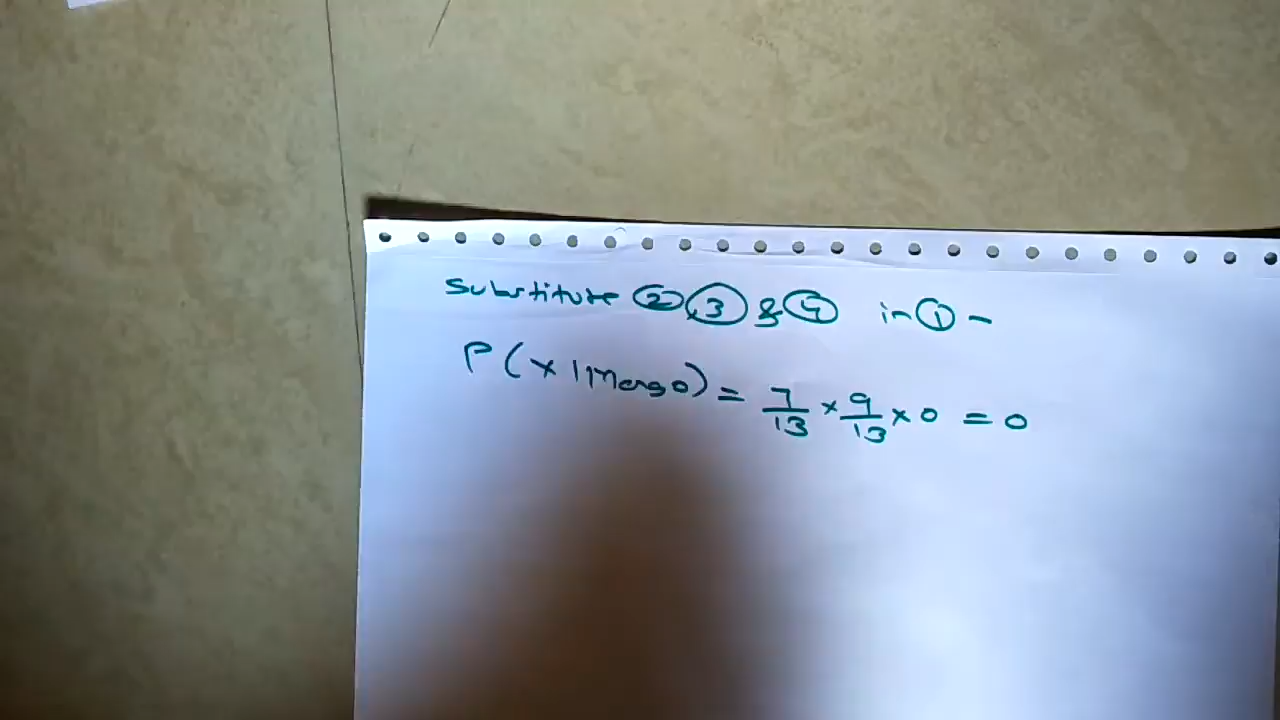 Substitute ② ③ & ④ in ① -
P(x | Mango) = 7/13 × 9/13 × 0 = 0